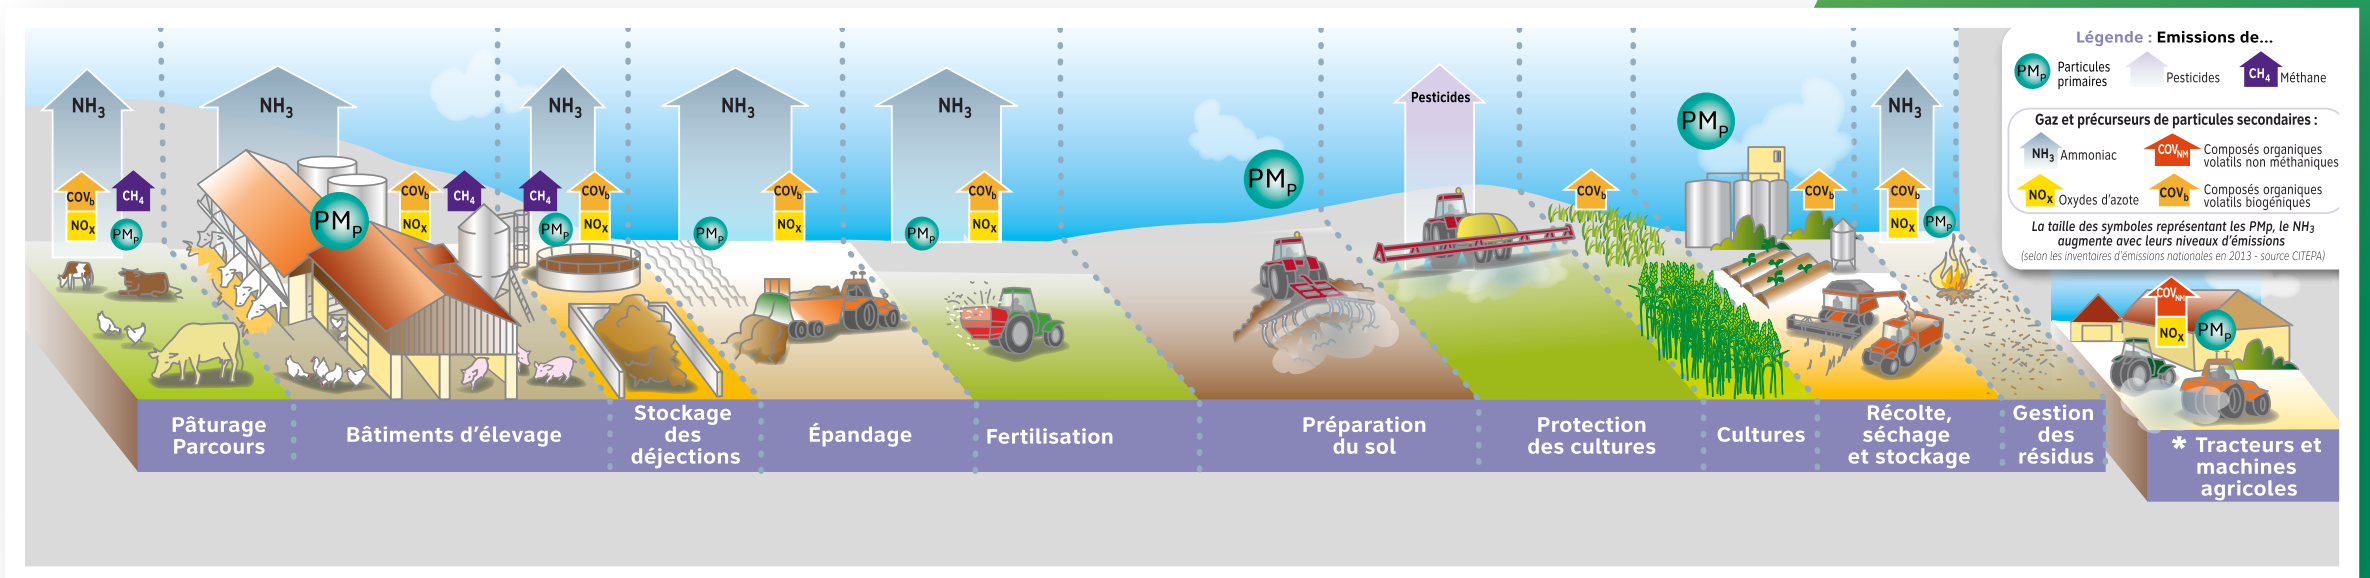 Légende : Emissions de...
PMP Particules
primaires
Pesticides
CH4 Méthane
Gaz et précurseurs de particules secondaires :
NH3 Ammoniac
COVNM Composés organiques
volatils non méthaniques
NOX Oxydes d'azote
COVb Composés organiques
volatils biogéniques
La taille des symboles représentant les PMp, le NH3
augmente avec leurs niveaux d'émissions
(selon les inventaires d'émissions nationales en 2013 - source CITEPA)
NH3
COVb
NOX
CH4
PMP
NH3
PMP
COVb
NOX
CH4
NH3
CH4
PMP
COVb
NOX
NH3
PMP
COVb
NOX
NH3
PMP
COVb
NOX
PMP
Pesticides
COVb
PMP
COVb
NH3
COVb
NOX
PMP
COVNM
NOX
PMP
Pâturage
Parcours
Bâtiments d'élevage
Stockage
des
déjections
Épandage
Fertilisation
Préparation
du sol
Protection
des cultures
Cultures
Récolte,
séchage
et stockage
Gestion
des
résidus
* Tracteurs et
machines
agricoles